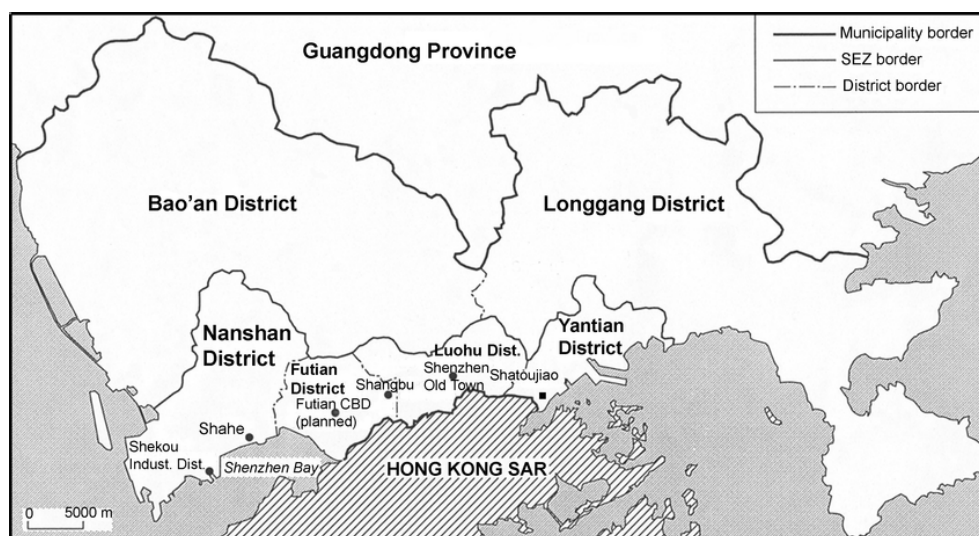 Guangdong Province
Municipality border
SEZ border
District border
Bao'an District
Longgang District
Nanshan
District
Futian
District
Futian CBD
(planned)
Shangbu
Luohu Dist.
Shenzhen
Old Town
Shatoujiao
Yantian
District
Shahe
Shekou
Indust. Dist.
Shenzhen Bay
HONG KONG SAR
0 5000 m